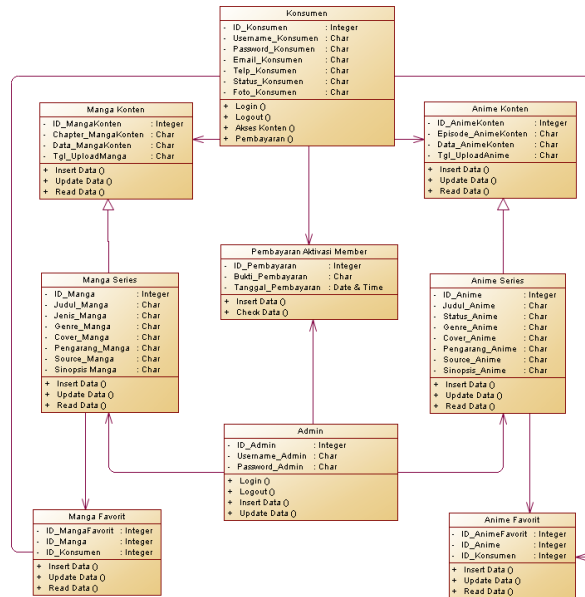 Konsumen
- ID_Konsumen : Integer
- Username_Konsumen : Char
- Password_Konsumen : Char
- Email_Konsumen : Char
- Telp_Konsumen : Char
- Status_Konsumen : Char
- Foto_Konsumen : Char
+ Login ()
+ Logout ()
+ Akses Konten ()
+ Pembayaran ()
Manga Konten
- ID_MangaKonten : Integer
- Chapter_MangaKonten : Char
- Data_MangaKonten : Char
- Tgl_UploadManga : Char
+ Insert Data ()
+ Update Data ()
+ Read Data ()
Anime Konten
- ID_AnimeKonten : Integer
- Episode_AnimeKonten : Char
- Data_AnimeKonten : Char
- Tgl_UploadAnime : Char
+ Insert Data ()
+ Update Data ()
+ Read Data ()
Pembayaran Aktivasi Member
- ID_Pembayaran : Integer
- Bukti_Pembayaran : Char
- Tanggal_Pembayaran : Date & Time
+ Insert Data ()
+ Check Data ()
Manga Series
- ID_Manga : Integer
- Judul_Manga : Char
- Jenis_Manga : Char
- Genre_Manga : Char
- Cover_Manga : Char
- Pengarang_Manga : Char
- Source_Manga : Char
- Sinopsis Manga : Char
+ Insert Data ()
+ Update Data ()
+ Read Data ()
Anime Series
- ID_Anime : Integer
- Judul_Anime : Char
- Status_Anime : Char
- Genre_Anime : Char
- Cover_Anime : Char
- Pengarang_Anime : Char
- Source_Anime : Char
- Sinopsis_Anime : Char
+ Insert Data ()
+ Update Data ()
+ Read Data ()
Admin
- ID_Admin : Integer
- Username_Admin : Char
- Password_Admin : Char
+ Login ()
+ Logout ()
+ Insert Data ()
+ Update Data ()
Manga Favorit
- ID_MangaFavorit : Integer
- ID_Manga : Integer
- ID_Konsumen : Integer
+ Insert Data ()
+ Update Data ()
+ Read Data ()
Anime Favorit
- ID_AnimeFavorit : Integer
- ID_Anime : Integer
- ID_Konsumen : Integer
+ Insert Data ()
+ Update Data ()
+ Read Data ()